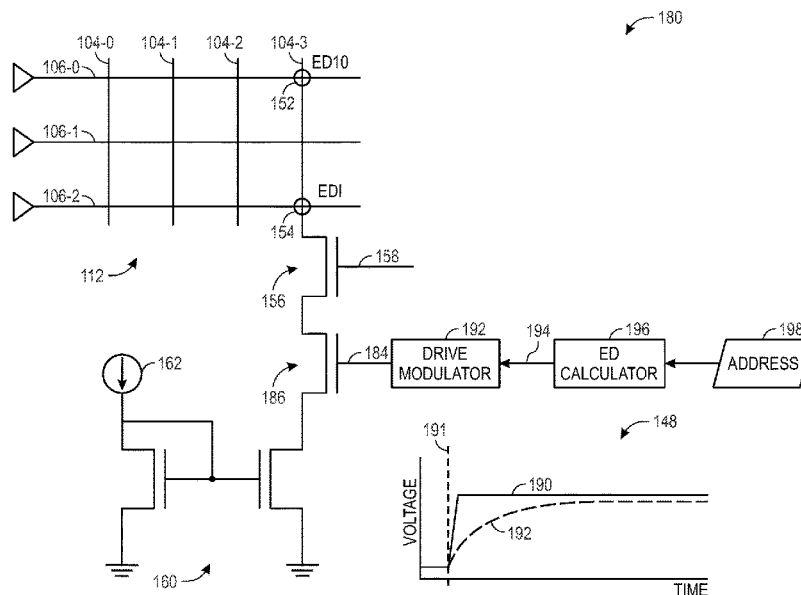 180
104-0
104-1
104-2
104-3
ED10
106-0
152
106-1
106-2
EDI
154
112
156
158
162
186
184
192
DRIVE
MODULATOR
194
196
ED
CALCULATOR
198
ADDRESS
191
148
190
192
VOLTAGE
TIME
160